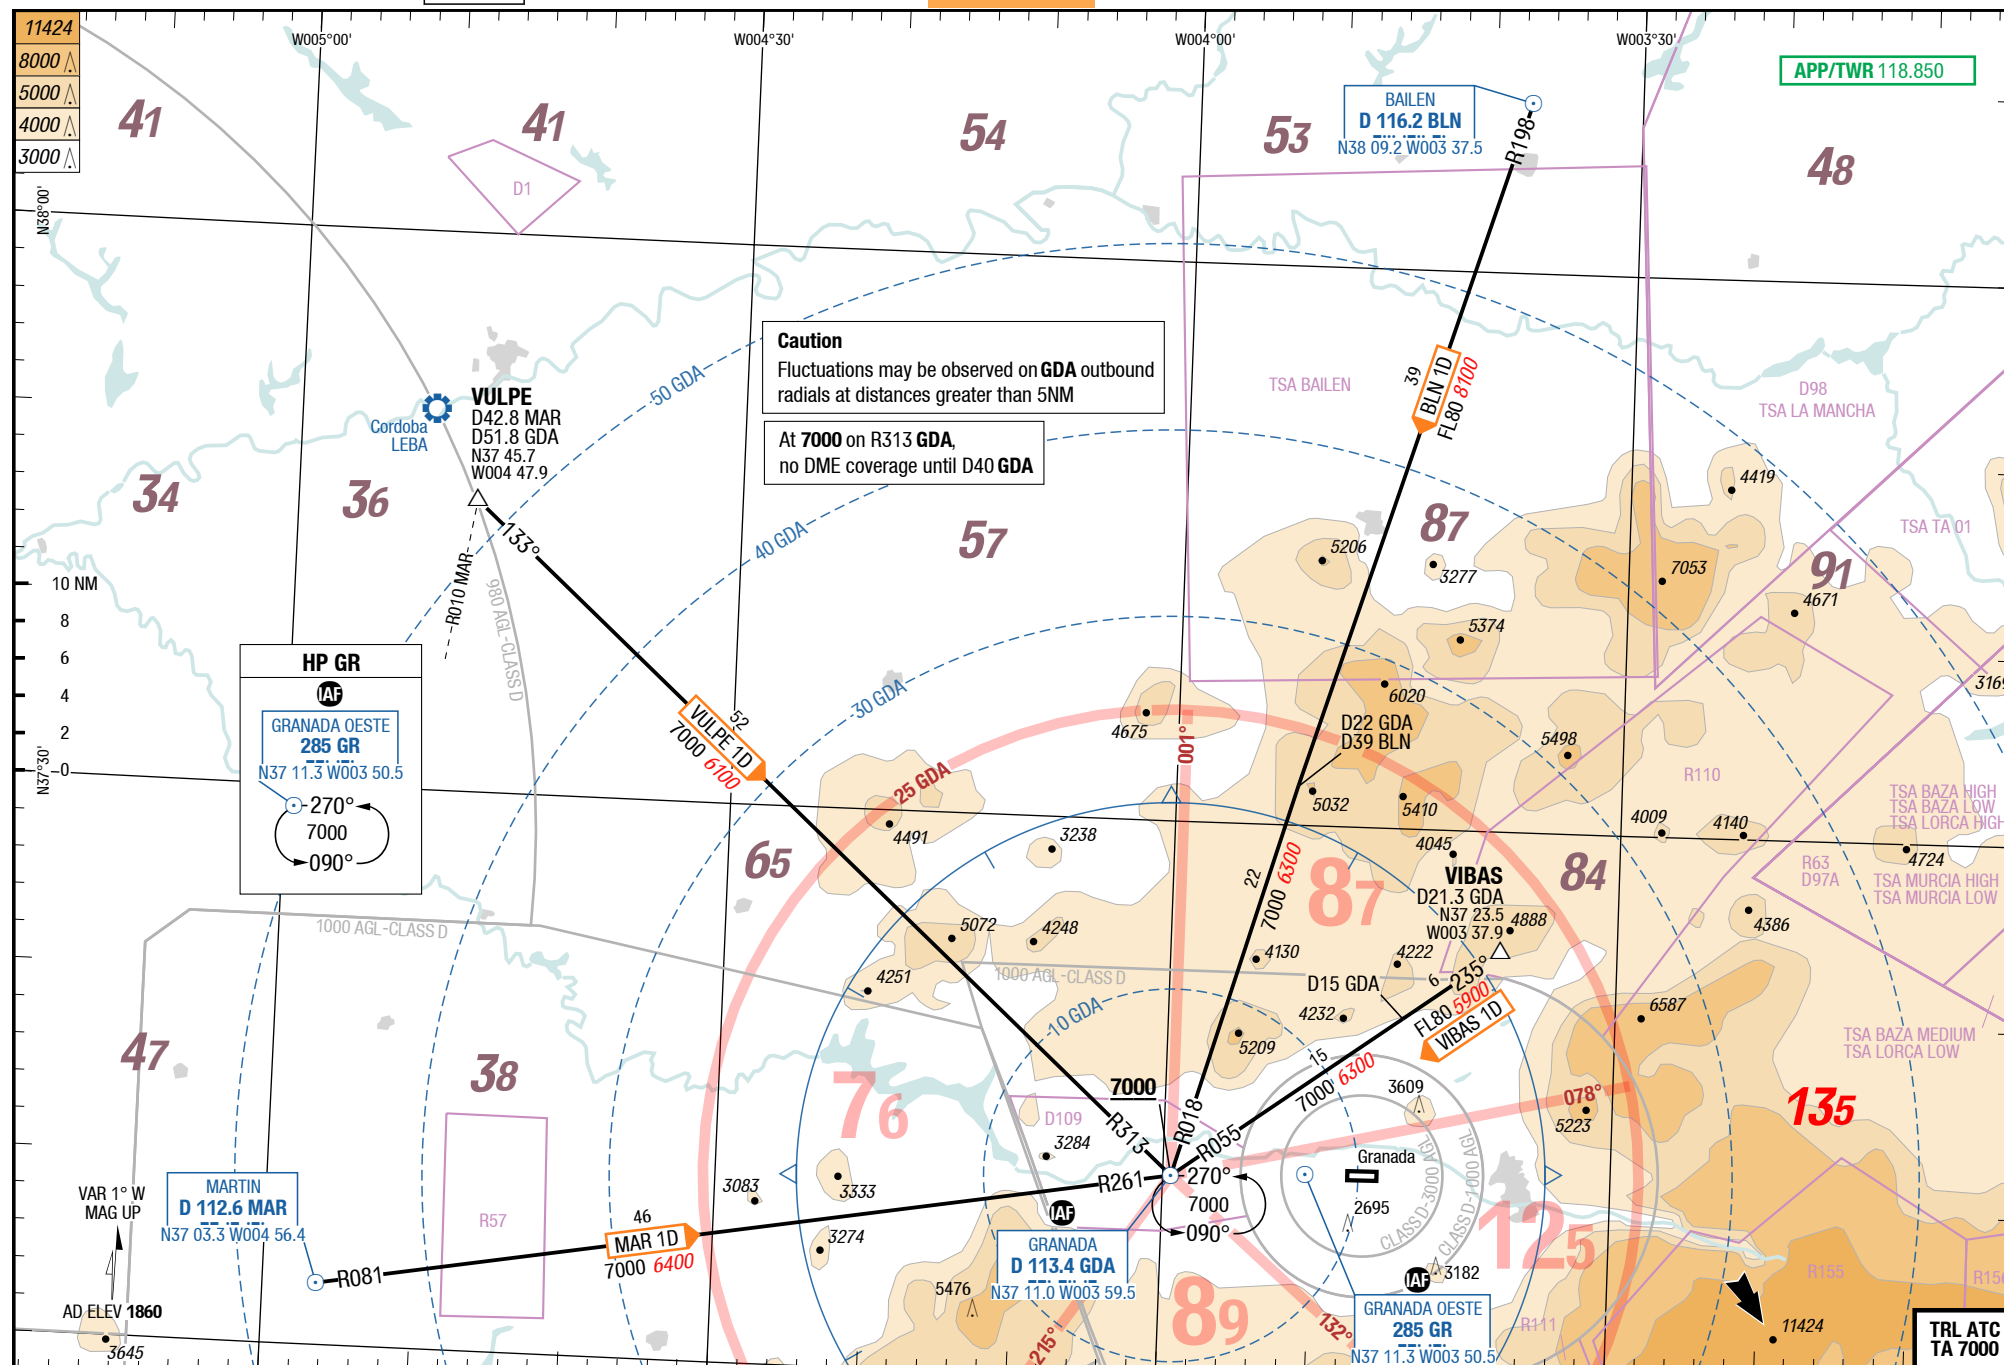 11424
8000
5000
4000
3000
W005°00'
W004°30'
W004°00'
W003°30'
APP/TWR 118.850
BAILEN
D 116.2 BLN
N38 09.2 W003 37.5
R198
41
41
54
53
48
D1
N38°00'
Caution
Fluctuations may be observed on GDA outbound
radials at distances greater than 5NM
At 7000 on R313 GDA,
no DME coverage until D40 GDA
50 GDA
40 GDA
30 GDA
25 GDA
10 GDA
TSA BAILEN
39
BLN 1D
FL80 8100
D98
TSA LA MANCHA
VULPE
D42.8 MAR
D51.8 GDA
N37 45.7
W004 47.9
Cordoba
LEBA
34
36
57
87
91
4419
TSA TA 01
133°
R010 MAR
980 AGL-CLASS D
5206
3277
7053
4671
5374
10 NM
8
6
4
2
0
N37°30'
HP GR
IAF
GRANADA OESTE
285 GR
N37 11.3 W003 50.5
270°
7000
090°
52
VULPE 1D
7000 6100
4675
001°
6020
D22 GDA
D39 BLN
5498
3169
R110
5032
5410
4009
4140
4724
TSA BAZA HIGH
TSA BAZA LOW
TSA LORCA HIGH
R63
D97A
TSA MURCIA HIGH
TSA MURCIA LOW
4491
3238
65
4045
VIBAS
D21.3 GDA
N37 23.5
W003 37.9
84
87
22
7000 6300
4888
4386
1000 AGL-CLASS D
5072
4248
4251
1000 AGL-CLASS D
4130
4222
D15 GDA
4232
6
235°
FL80 5900
VIBAS 1D
6587
TSA BAZA MEDIUM
TSA LORCA LOW
5209
15
7000 6300
47
38
76
7000
D109
3284
R313
R018
R055
3609
078°
5223
135
VAR 1° W
MAG UP
MARTIN
D 112.6 MAR
N37 03.3 W004 56.4
R57
3083
3333
3274
R261
270°
7000
090°
Granada
2695
CLASS D-3000 AGL
CLASS D-1000 AGL
125
R081
46
MAR 1D
7000 6400
IAF
GRANADA
D 113.4 GDA
N37 11.0 W003 59.5
5476
89
215°
132°
IAF
3182
GRANADA OESTE
285 GR
N37 11.3 W003 50.5
R111
R155
R156
11424
AD ELEV 1860
3645
TRL ATC
TA 7000